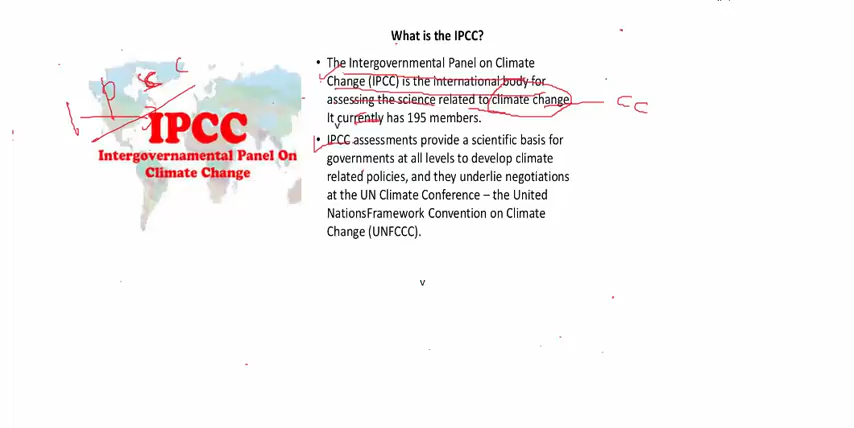 What is the IPCC?
• The Intergovernmental Panel on Climate
Change (IPCC) is the international body for
assessing the science related to climate change.
It currently has 195 members.
• IPCC assessments provide a scientific basis for
governments at all levels to develop climate
related policies, and they underlie negotiations
at the UN Climate Conference – the United
NationsFramework Convention on Climate
Change (UNFCCC).
v
v
IPCC
Intergovernamental Panel On
Climate Change
CC